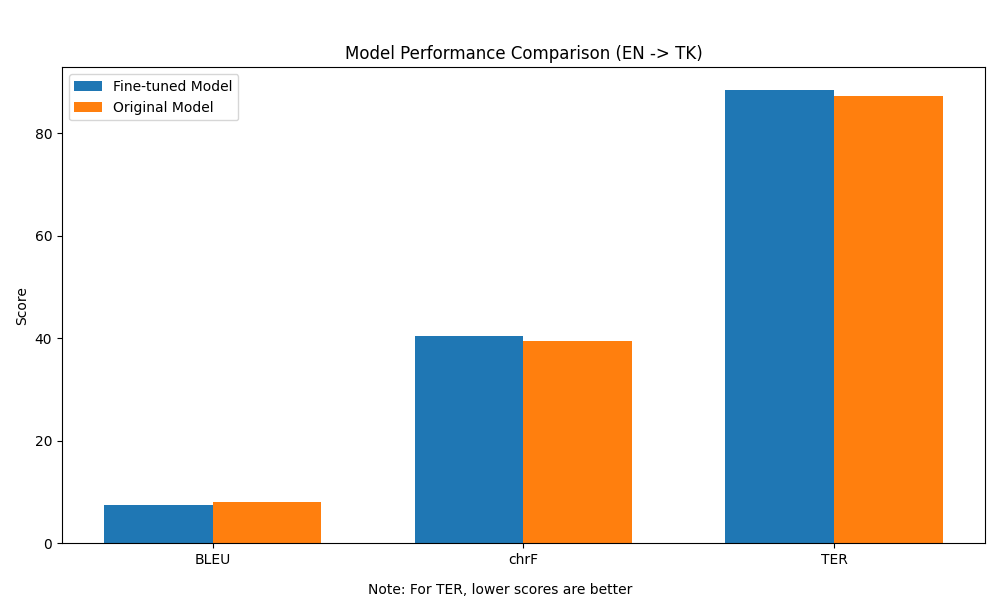 Model Performance Comparison (EN -> TK)
Fine-tuned Model
Original Model
Score
80
60
40
20
0
BLEU
chrF
TER
Note: For TER, lower scores are better